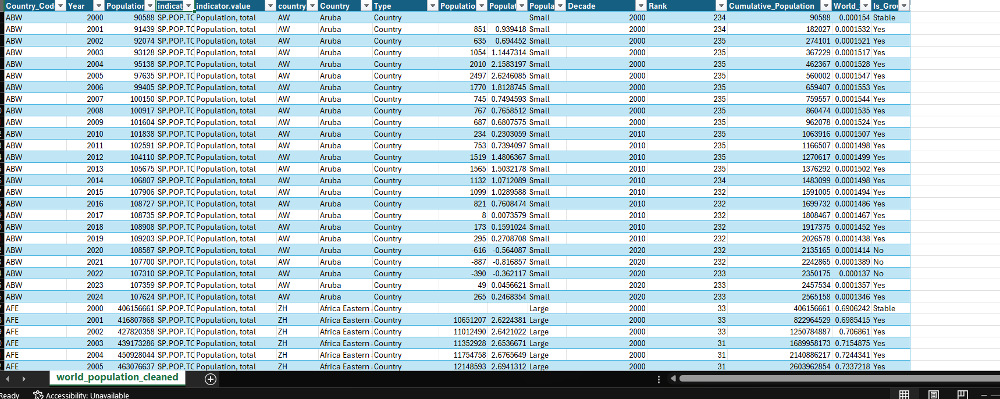 Country_Cod Year Population indicat indicator.value country Country Type Populatio Populat Popula Decade Rank Cumulative_Population World_ Is_Grov
ABW 2000 90588 SP.POP.TC Population, total AW Aruba Country Small 2000 234 90588 0.000154 Stable
ABW 2001 91439 SP.POP.TC Population, total AW Aruba Country 851 0.939418 Small 2000 234 182027 0.0001532 Yes
ABW 2002 92074 SP.POP.TC Population, total AW Aruba Country 635 0.694452 Small 2000 235 274101 0.0001521 Yes
ABW 2003 93128 SP.POP.TC Population, total AW Aruba Country 1054 1.1447314 Small 2000 235 367229 0.0001517 Yes
ABW 2004 95138 SP.POP.TC Population, total AW Aruba Country 2010 2.1583197 Small 2000 235 462367 0.0001528 Yes
ABW 2005 97635 SP.POP.TC Population, total AW Aruba Country 2497 2.6246085 Small 2000 235 560002 0.0001547 Yes
ABW 2006 99405 SP.POP.TC Population, total AW Aruba Country 1770 1.8128745 Small 2000 235 659407 0.0001553 Yes
ABW 2007 100150 SP.POP.TC Population, total AW Aruba Country 745 0.7494593 Small 2000 235 759557 0.0001544 Yes
ABW 2008 100917 SP.POP.TC Population, total AW Aruba Country 767 0.7658512 Small 2000 235 860474 0.0001535 Yes
ABW 2009 101604 SP.POP.TC Population, total AW Aruba Country 687 0.6807575 Small 2000 235 962078 0.0001524 Yes
ABW 2010 101838 SP.POP.TC Population, total AW Aruba Country 234 0.2303059 Small 2010 235 1063916 0.0001507 Yes
ABW 2011 102591 SP.POP.TC Population, total AW Aruba Country 753 0.7394097 Small 2010 235 1166507 0.0001498 Yes
ABW 2012 104110 SP.POP.TC Population, total AW Aruba Country 1519 1.4806367 Small 2010 235 1270617 0.0001499 Yes
ABW 2013 105675 SP.POP.TC Population, total AW Aruba Country 1565 1.5032178 Small 2010 235 1376292 0.0001502 Yes
ABW 2014 106807 SP.POP.TC Population, total AW Aruba Country 1132 1.0712089 Small 2010 234 1483099 0.0001498 Yes
ABW 2015 107906 SP.POP.TC Population, total AW Aruba Country 1099 1.0289588 Small 2010 232 1591005 0.0001494 Yes
ABW 2016 108727 SP.POP.TC Population, total AW Aruba Country 821 0.7608474 Small 2010 232 1699732 0.0001486 Yes
ABW 2017 108735 SP.POP.TC Population, total AW Aruba Country 8 0.0073579 Small 2010 232 1808467 0.0001467 Yes
ABW 2018 108908 SP.POP.TC Population, total AW Aruba Country 173 0.1591024 Small 2010 232 1917375 0.0001452 Yes
ABW 2019 109203 SP.POP.TC Population, total AW Aruba Country 295 0.2708708 Small 2010 232 2026578 0.0001438 Yes
ABW 2020 108587 SP.POP.TC Population, total AW Aruba Country -616 -0.564087 Small 2020 232 2135165 0.0001414 No
ABW 2021 107700 SP.POP.TC Population, total AW Aruba Country -887 -0.816857 Small 2020 232 2242865 0.0001389 No
ABW 2022 107310 SP.POP.TC Population, total AW Aruba Country -390 -0.362117 Small 2020 233 2350175 0.000137 No
ABW 2023 107359 SP.POP.TC Population, total AW Aruba Country 49 0.0456621 Small 2020 233 2457534 0.0001357 Yes
ABW 2024 107624 SP.POP.TC Population, total AW Aruba Country 265 0.2468354 Small 2020 233 2565158 0.0001346 Yes
AFE 2000 406156661 SP.POP.TC Population, total ZH Africa Eastern Country Large 2000 33 406156661 0.6906242 Stable
AFE 2001 416807868 SP.POP.TC Population, total ZH Africa Eastern Country 10651207 2.6224381 Large 2000 33 822964529 0.6985415 Yes
AFE 2002 427820358 SP.POP.TC Population, total ZH Africa Eastern Country 11012490 2.6421022 Large 2000 33 1250784887 0.706861 Yes
AFE 2003 439173286 SP.POP.TC Population, total ZH Africa Eastern Country 11352928 2.6536671 Large 2000 31 1689958173 0.7154875 Yes
AFE 2004 450928044 SP.POP.TC Population, total ZH Africa Eastern Country 11754758 2.6765649 Large 2000 31 2140886217 0.7244341 Yes
AFE 2005 463076637 SP.POP.TC Population, total ZH Africa Eastern Country 12148593 2.6941312 Large 2000 31 2603962854 0.7337218 Yes
world_population_cleaned
Ready Accessibility: Unavailable